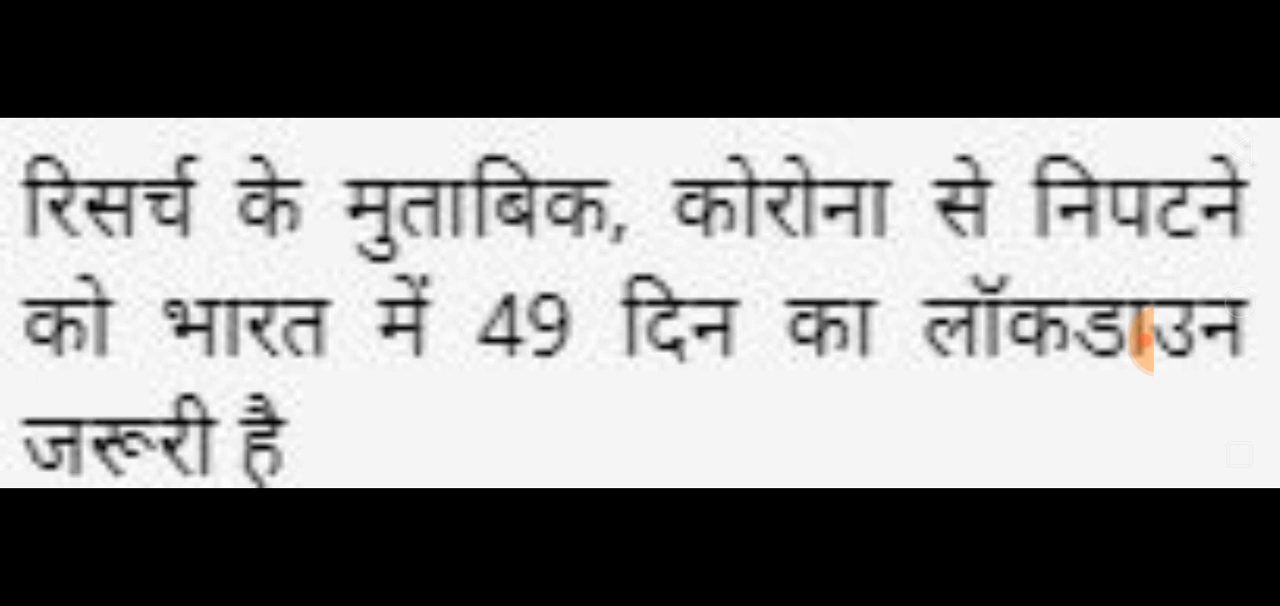 रिसर्च के मुताबिक, कोरोना से निपटने
को भारत में 49 दिन का लॉकडाउन
जरूरी है